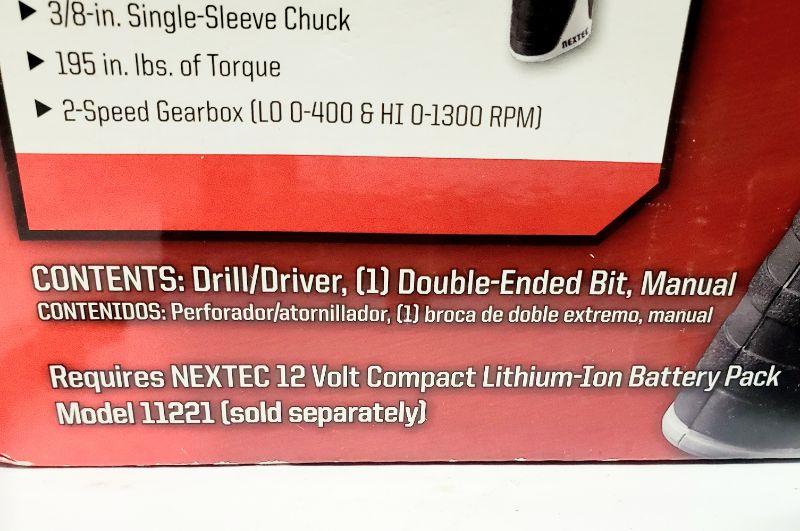 ▶ 3/8-in. Single-Sleeve Chuck
NEXTEC
▶ 195 in. lbs. of Torque
▶ 2-Speed Gearbox (LO 0-400 & HI 0-1300 RPM)
CONTENTS: Drill/Driver, (1) Double-Ended Bit, Manual
CONTENIDOS: Perforador/atornillador, (1) broca de doble extremo, manual
Requires NEXTEC 12 Volt Compact Lithium-Ion Battery Pack
Model 11221 (sold separately)